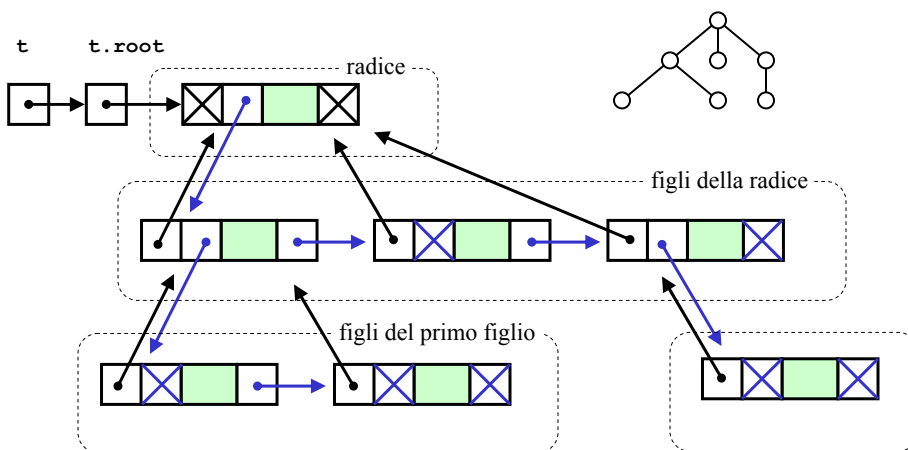 t
t.root
radice
figli della radice
figli del primo figlio